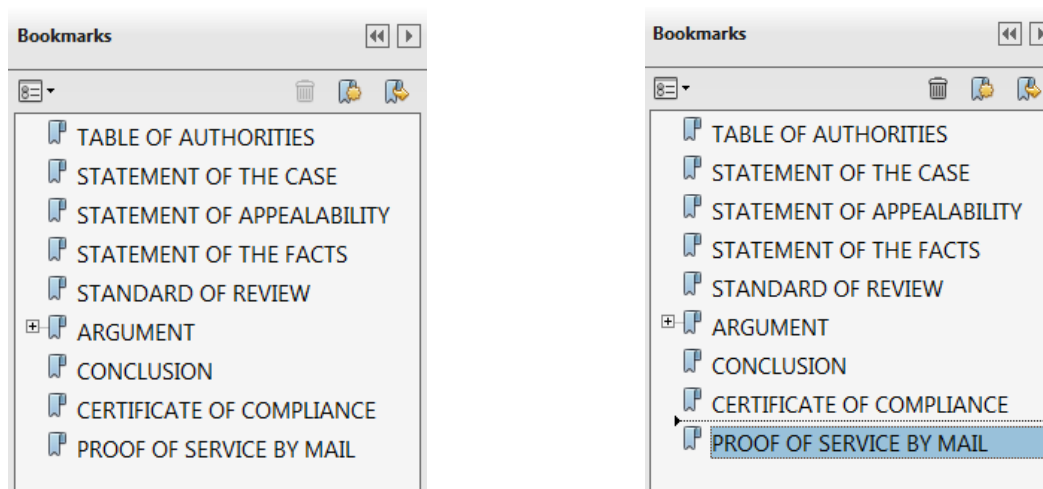 Bookmarks
TABLE OF AUTHORITIES
STATEMENT OF THE CASE
STATEMENT OF APPEALABILITY
STATEMENT OF THE FACTS
STANDARD OF REVIEW
ARGUMENT
CONCLUSION
CERTIFICATE OF COMPLIANCE
PROOF OF SERVICE BY MAIL
Bookmarks
TABLE OF AUTHORITIES
STATEMENT OF THE CASE
STATEMENT OF APPEALABILITY
STATEMENT OF THE FACTS
STANDARD OF REVIEW
ARGUMENT
CONCLUSION
CERTIFICATE OF COMPLIANCE
PROOF OF SERVICE BY MAIL